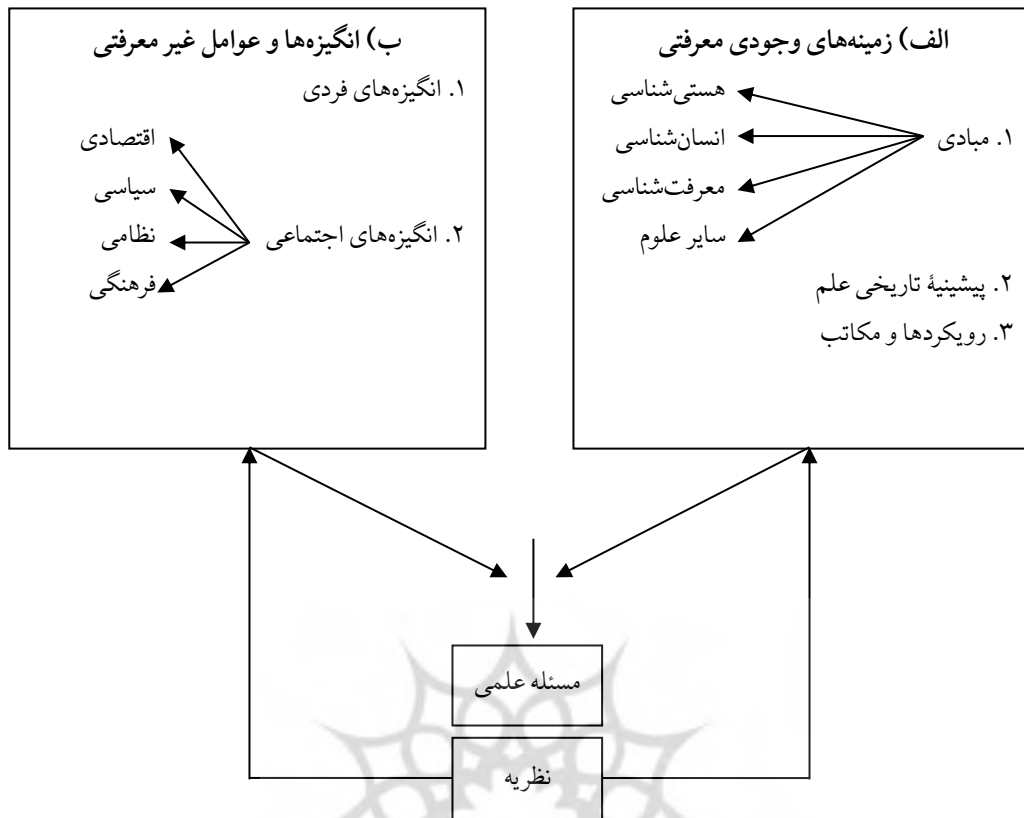 الف) زمینه‌های وجودی معرفتی
۱. مبادی
هستی‌شناسی
انسان‌شناسی
معرفت‌شناسی
سایر علوم
۲. پیشینیۀ تاریخی علم
۳. رویکردها و مکاتب
ب) انگیزه‌ها و عوامل غیر معرفتی
۱. انگیزه‌های فردی
۲. انگیزه‌های اجتماعی
اقتصادی
سیاسی
نظامی
فرهنگی
مسئله علمی
نظریه